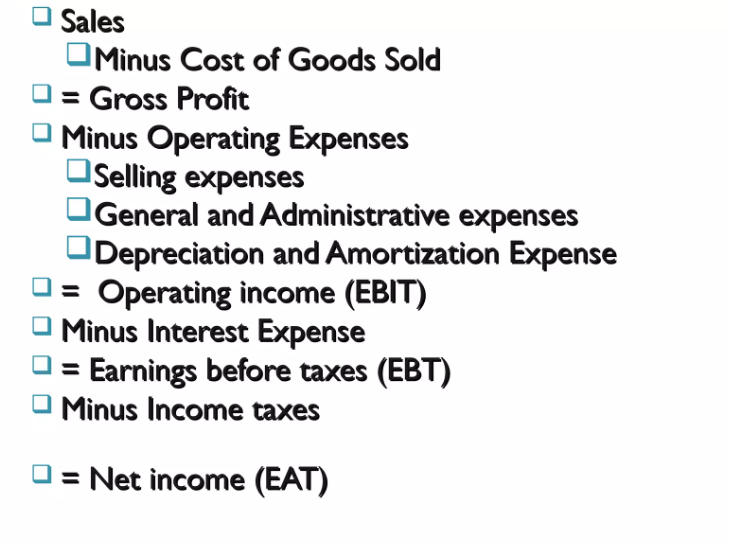 Sales
Minus Cost of Goods Sold
= Gross Profit
Minus Operating Expenses
Selling expenses
General and Administrative expenses
Depreciation and Amortization Expense
= Operating income (EBIT)
Minus Interest Expense
= Earnings before taxes (EBT)
Minus Income taxes
= Net income (EAT)